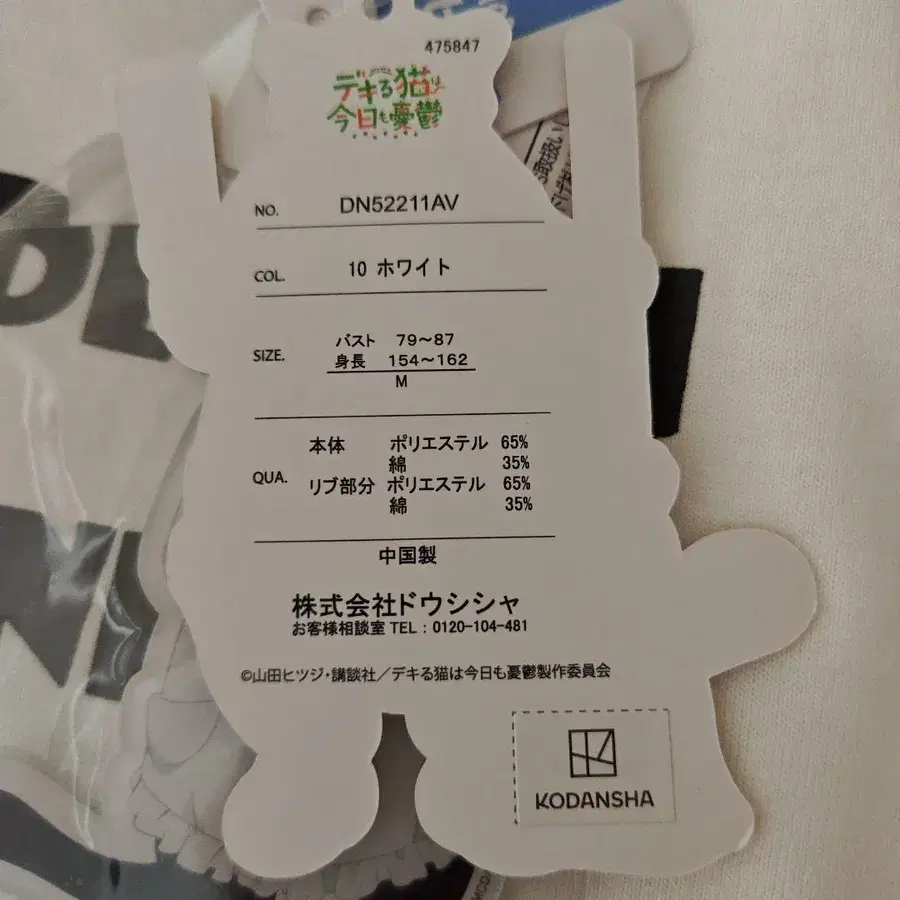 475847
デキる猫は
今日も憂鬱
NO. DN52211AV
COL. 10 ホワイト
SIZE. バスト 79～87
身長 154～162
M
QUA. 本体 ポリエステル 65%
綿 35%
リブ部分 ポリエステル 65%
綿 35%
中国製
株式会社ドウシシャ
お客様相談室 TEL：0120-104-481
©山田ヒツジ・講談社／デキる猫は今日も憂鬱製作委員会
KODANSHA